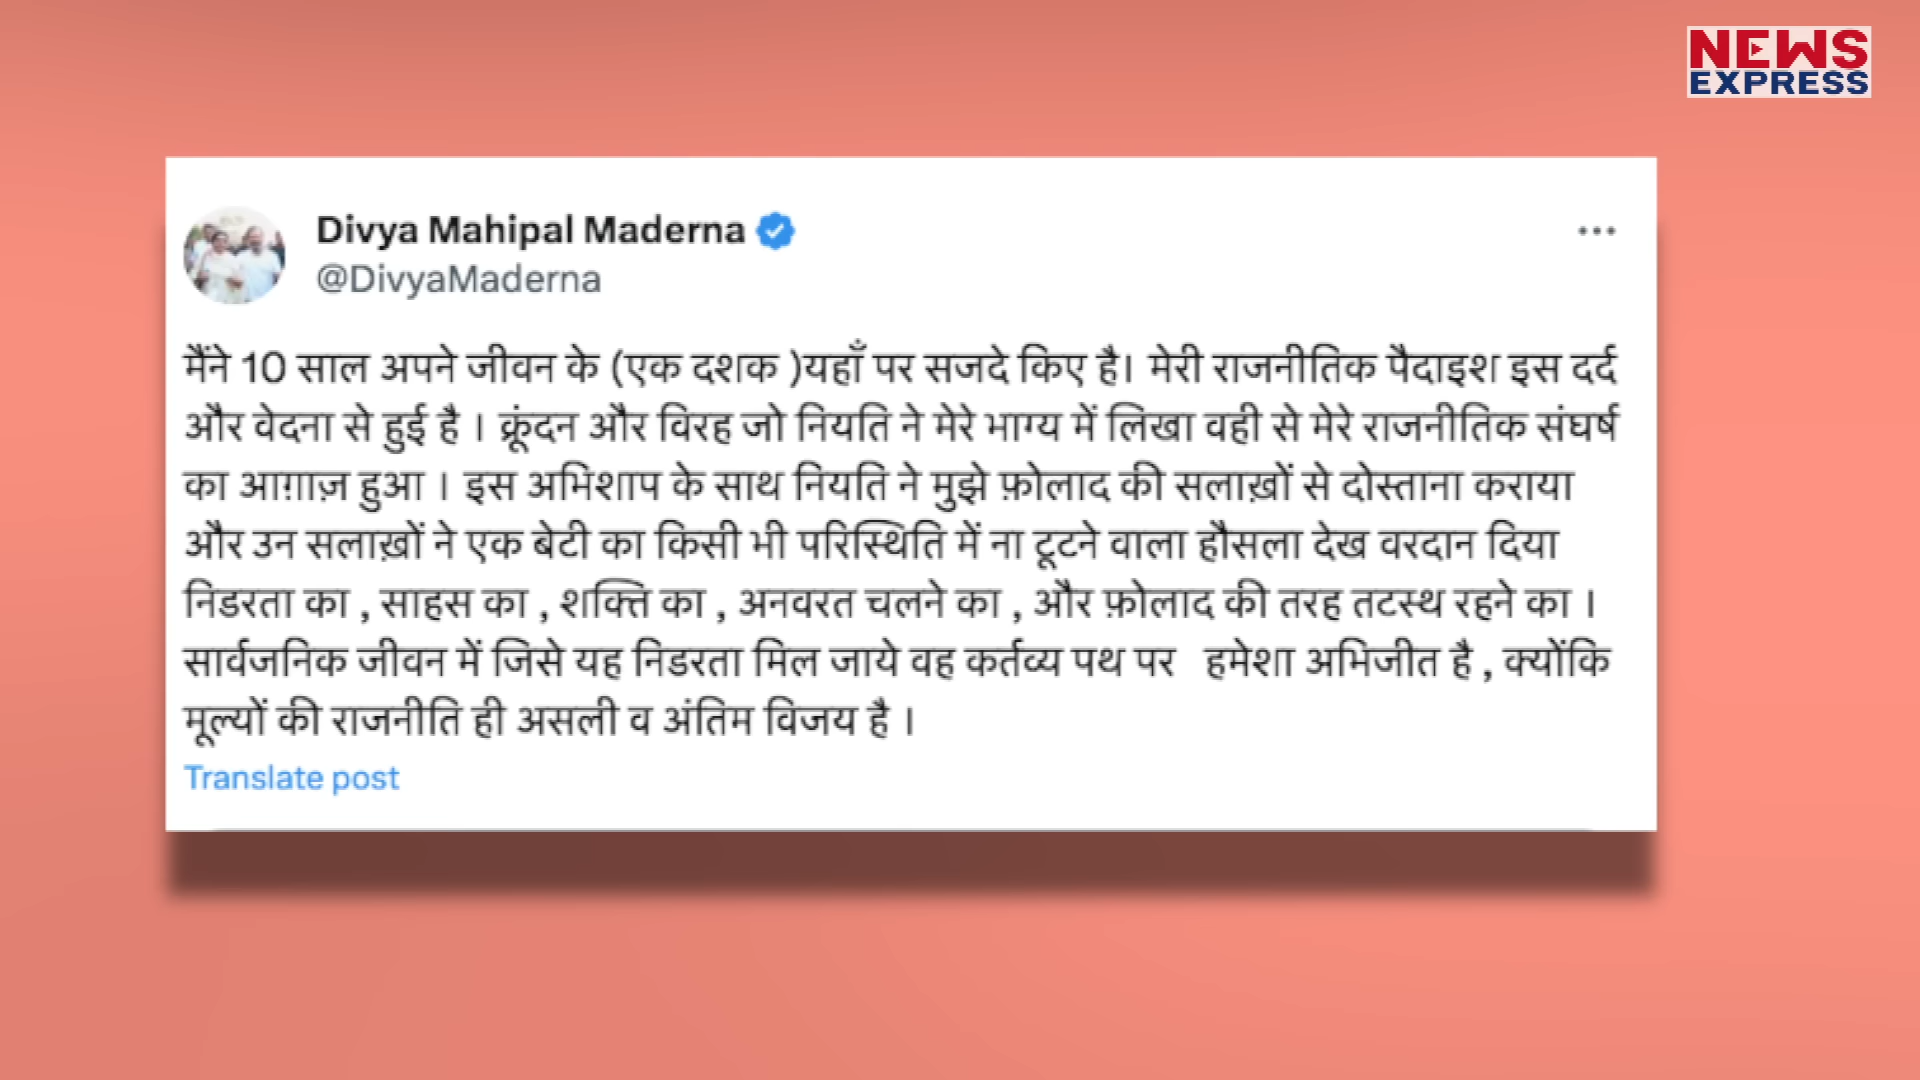 NEWS
EXPRESS
Divya Mahipal Maderna
@DivyaMaderna
मैंने 10 साल अपने जीवन के (एक दशक )यहाँ पर सजदे किए है। मेरी राजनीतिक पैदाइश इस दर्द
और वेदना से हुई है । क्रूंदन और विरह जो नियति ने मेरे भाग्य में लिखा वही से मेरे राजनीतिक संघर्ष
का आग़ाज़ हुआ । इस अभिशाप के साथ नियति ने मुझे फ़ोलाद की सलाख़ों से दोस्ताना कराया
और उन सलाख़ों ने एक बेटी का किसी भी परिस्थिति में ना टूटने वाला हौसला देख वरदान दिया
निडरता का , साहस का , शक्ति का , अनवरत चलने का , और फ़ोलाद की तरह तटस्थ रहने का ।
सार्वजनिक जीवन में जिसे यह निडरता मिल जाये वह कर्तव्य पथ पर हमेशा अभिजीत है , क्योंकि
मूल्यों की राजनीति ही असली व अंतिम विजय है ।
Translate post